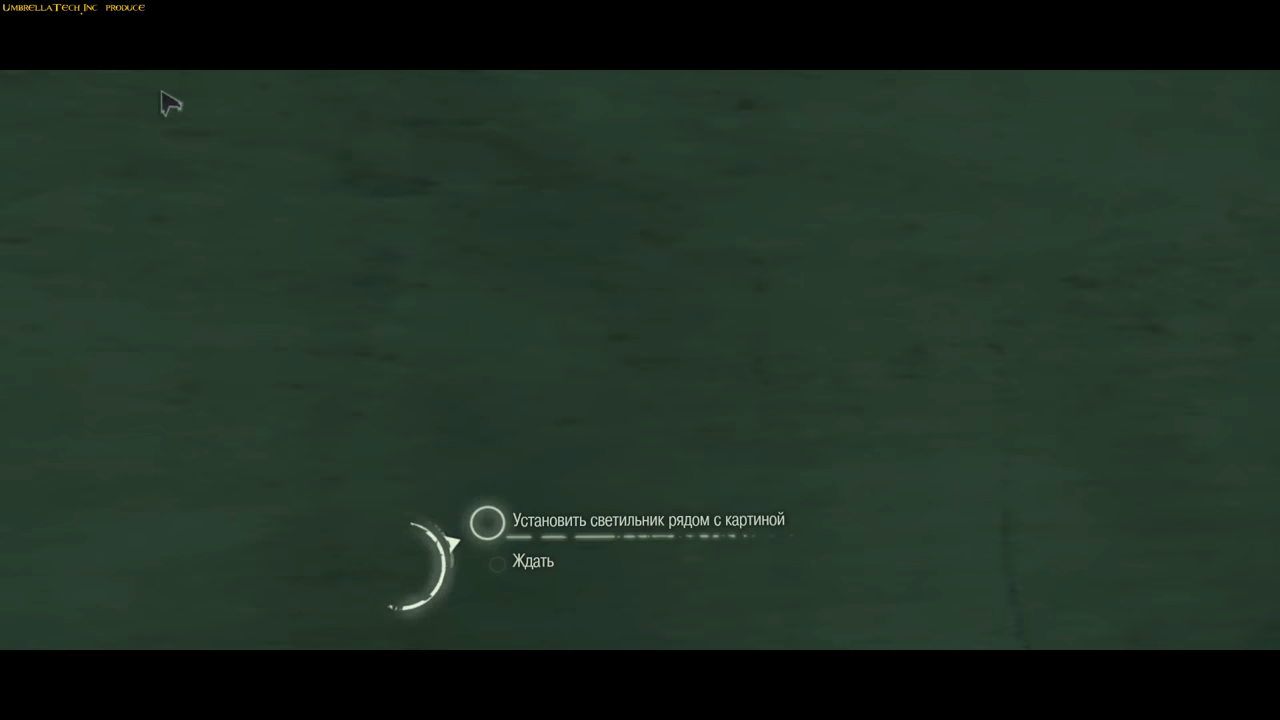 UmbrellaTech.Inc produce
Установить светильник рядом с картиной
Ждать